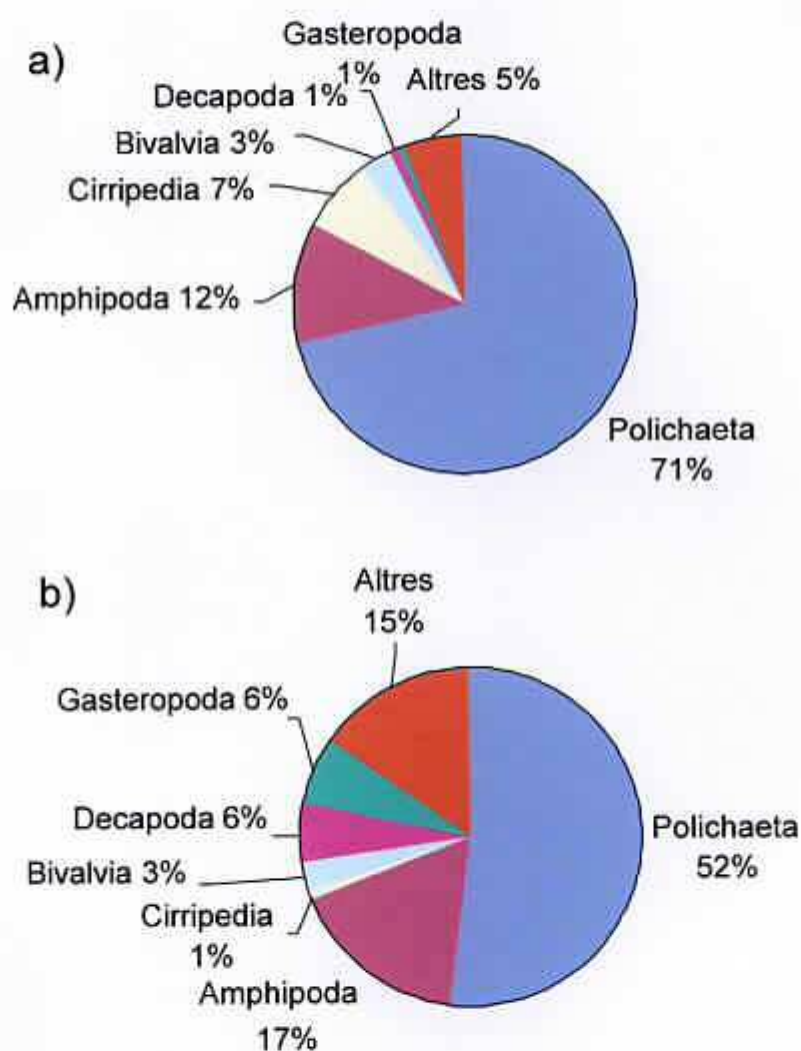 a)
Gasteropoda
1%
Decapoda 1%
Altres 5%
Bivalvia 3%
Cirripedia 7%
Amphipoda 12%
Polichaeta
71%
b)
Altres
15%
Gasteropoda 6%
Decapoda 6%
Bivalvia 3%
Cirripedia
1%
Amphipoda
17%
Polichaeta
52%